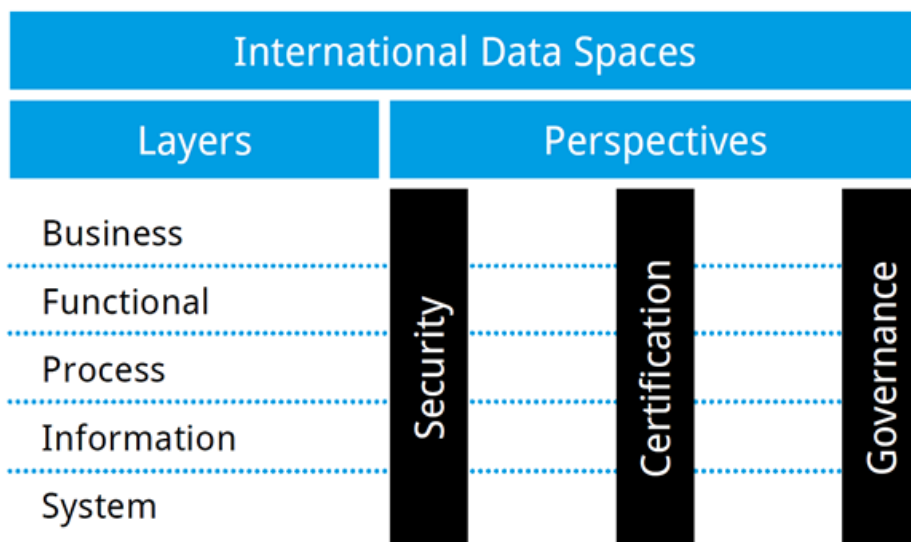 International Data Spaces
Layers
Perspectives
Business
Functional
Process
Information
System
Security
Certification
Governance